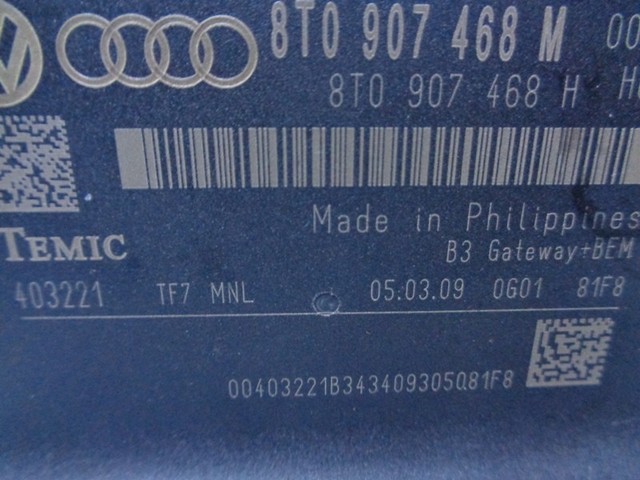 8T0 907 468 M 00
8T0 907 468 H H
Made in Philippines
TEMIC
B3 Gateway+BEM
403221 TF7 MNL 05.03.09 0G01 81F8
00403221B343409305Q81F8